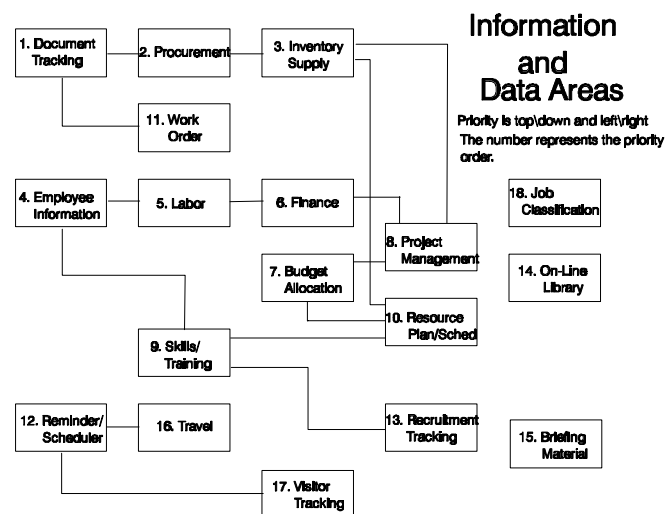 Information
and
Data Areas
Priority is top\down and left\right
The number represents the priority
order.
1. Document
Tracking
2. Procurement
3. Inventory
Supply
11. Work
Order
4. Employee
Information
5. Labor
6. Finance
18. Job
Classification
8. Project
Management
7. Budget
Allocation
14. On-Line
Library
10. Resource
Plan/Sched
9. Skills/
Training
12. Reminder/
Scheduler
16. Travel
13. Recruitment
Tracking
15. Briefing
Material
17. Visitor
Tracking